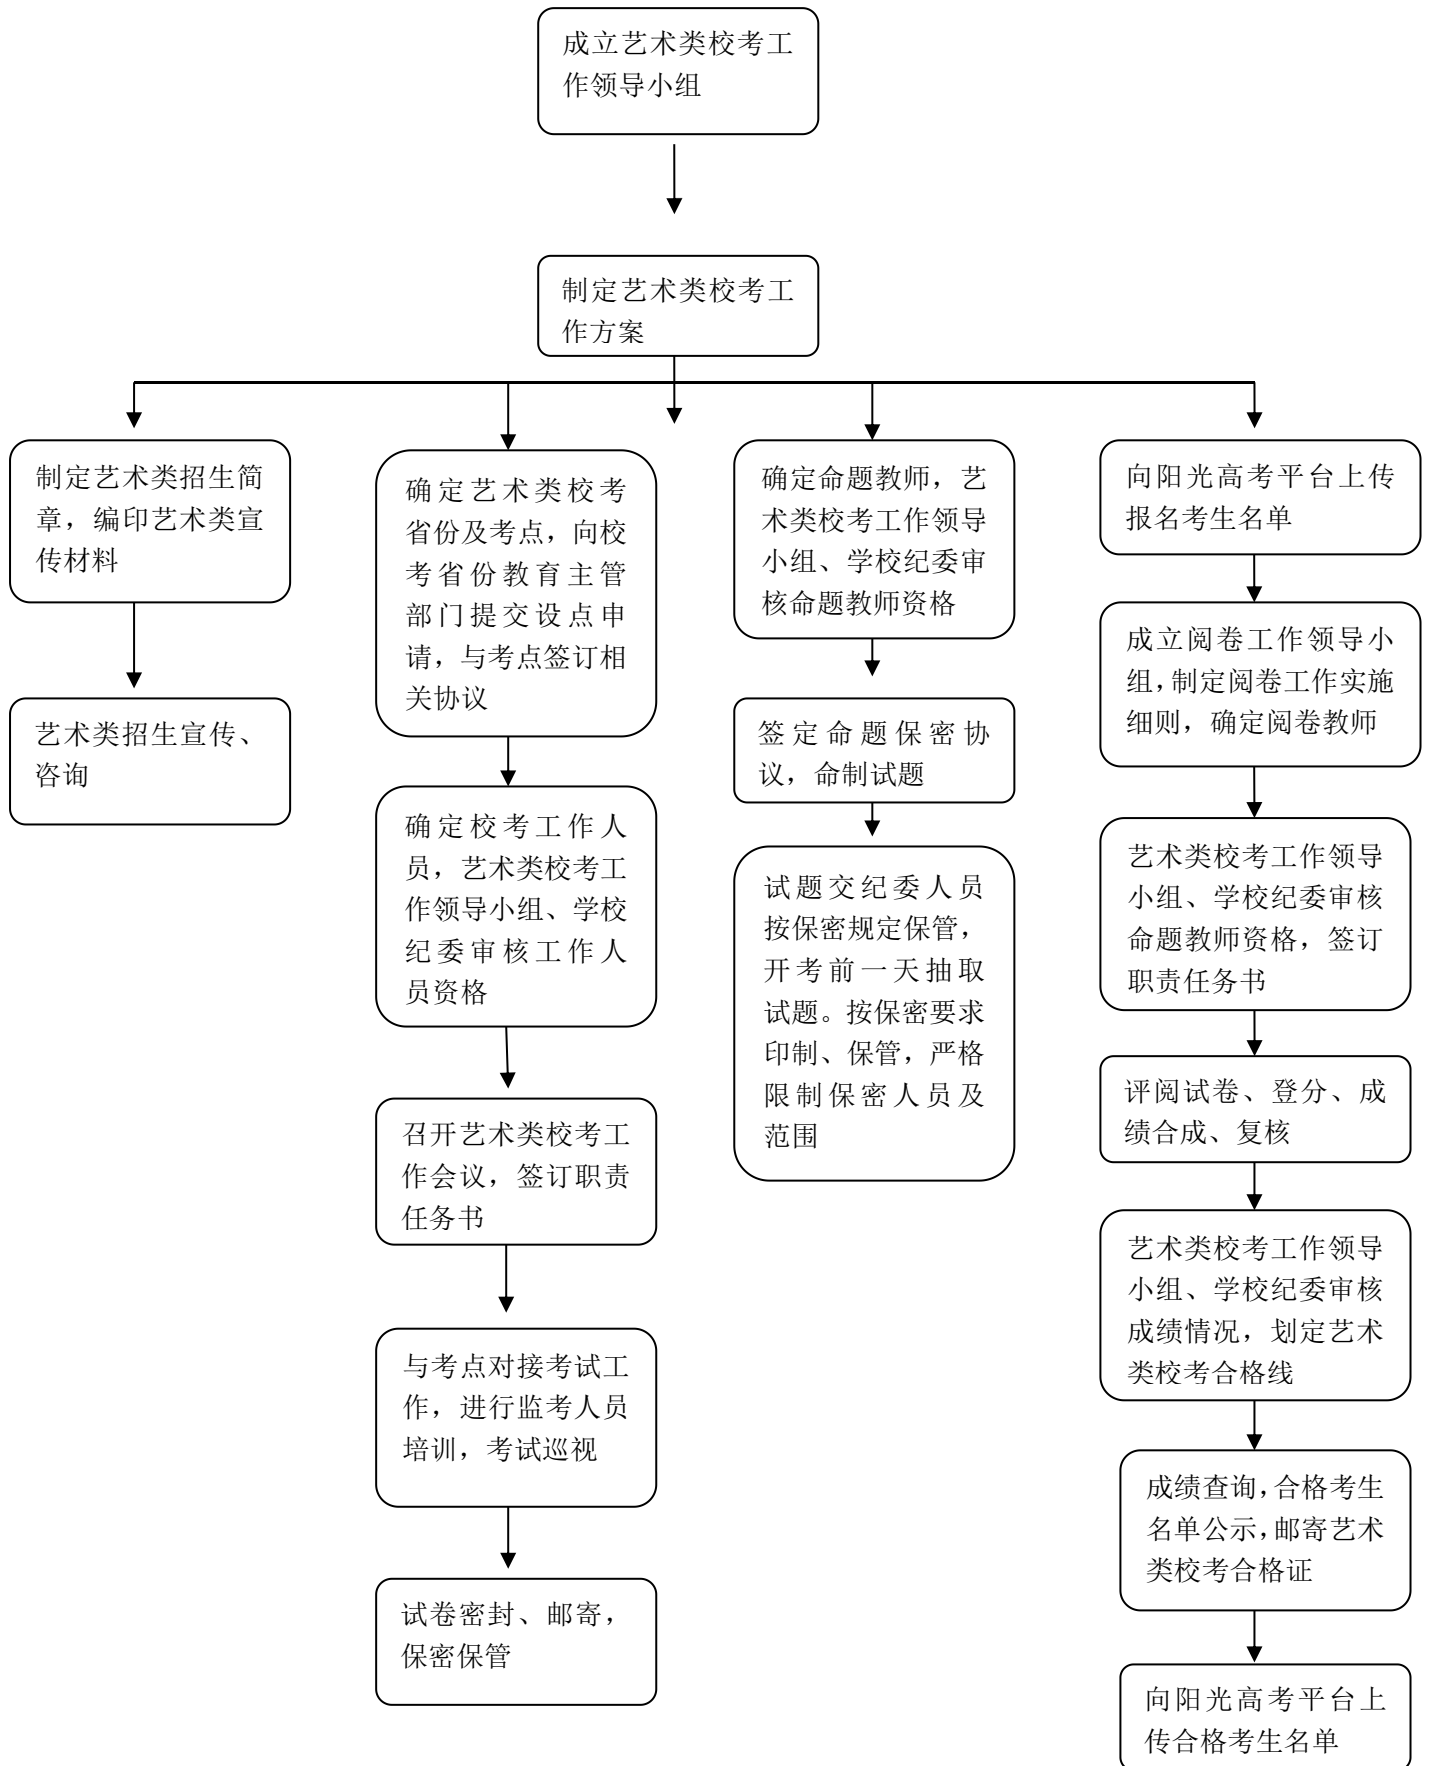 成立艺术类校考工
作领导小组
制定艺术类校考工
作方案
制定艺术类招生简
章，编印艺术类宣
传材料
艺术类招生宣传、
咨询
确定艺术类校考
省份及考点，向校
考省份教育主管
部门提交设点申
请，与考点签订相
关协议
确定校考工作人
员，艺术类校考工
作领导小组、学校
纪委审核工作人
员资格
召开艺术类校考工
作会议，签订职责
任务书
与考点对接考试工
作，进行监考人员
培训，考试巡视
试卷密封、邮寄，
保密保管
确定命题教师，艺
术类校考工作领导
小组、学校纪委审
核命题教师资格
签定命题保密协
议，命制试题
试题交纪委人员
按保密规定保管，
开考前一天抽取
试题。按保密要求
印制、保管，严格
限制保密人员及
范围
向阳光高考平台上传
报名考生名单
成立阅卷工作领导小
组，制定阅卷工作实施
细则，确定阅卷教师
艺术类校考工作领导
小组、学校纪委审核
命题教师资格，签订
职责任务书
评阅试卷、登分、成
绩合成、复核
艺术类校考工作领导
小组、学校纪委审核
成绩情况，划定艺术
类校考合格线
成绩查询，合格考生
名单公示，邮寄艺术
类校考合格证
向阳光高考平台上
传合格考生名单